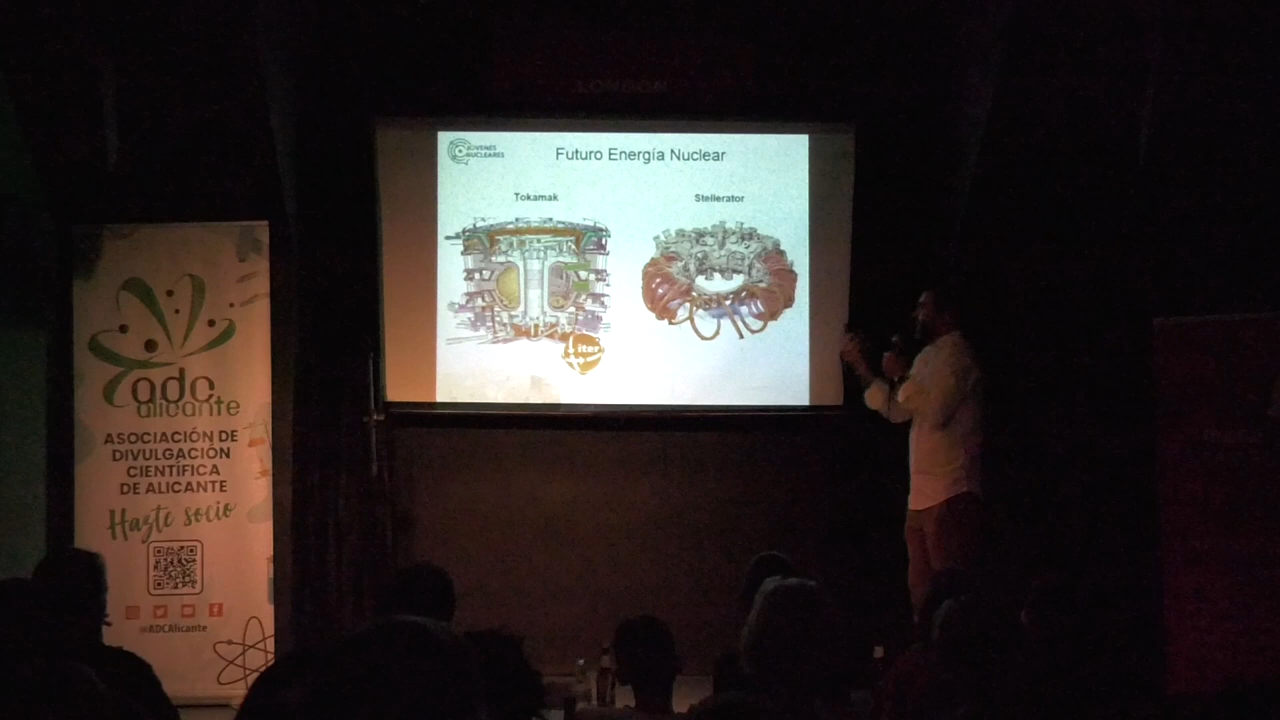 LONDON
JÓVENES
NUCLEARES
Futuro Energía Nuclear
Tokamak
Stellerator
iter
adc
alicante
ASOCIACIÓN DE
DIVULGACIÓN
CIENTÍFICA
DE ALICANTE
Hazte socio
@ADCAlicante